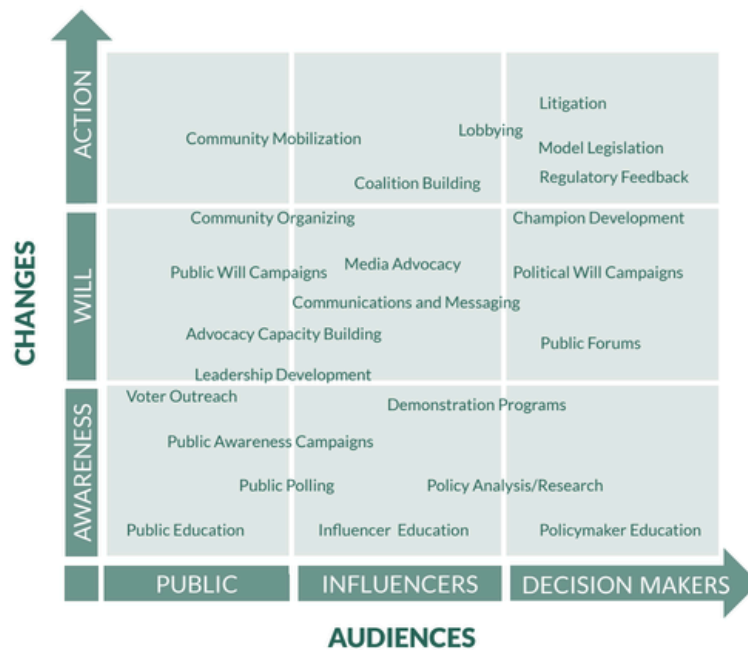 CHANGES
ACTION
Litigation
Lobbying
Community Mobilization
Model Legislation
Regulatory Feedback
Coalition Building
WILL
Community Organizing
Champion Development
Media Advocacy
Public Will Campaigns
Political Will Campaigns
Communications and Messaging
Advocacy Capacity Building
Public Forums
Leadership Development
AWARENESS
Voter Outreach
Demonstration Programs
Public Awareness Campaigns
Public Polling
Policy Analysis/Research
Public Education
Influencer Education
Policymaker Education
PUBLIC
INFLUENCERS
DECISION MAKERS
AUDIENCES